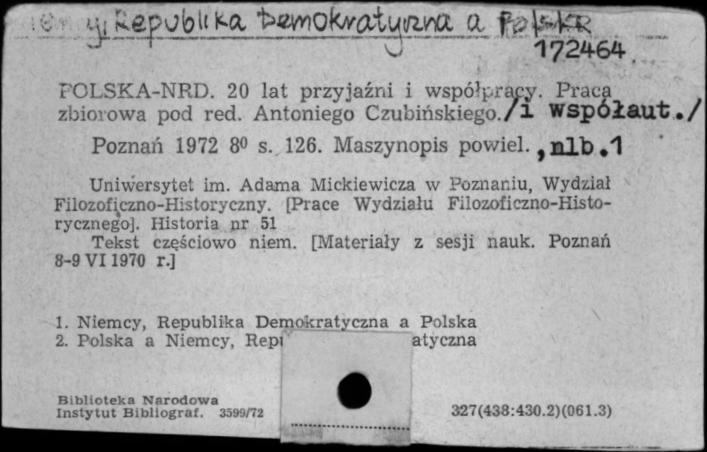 Republika Demokratyczna a Polska
172464
POLSKA-NRD. 20 lat przyjaźni i współpracy. Praca
zbiorowa pod red. Antoniego Czubińskiego./i współaut./
Poznań 1972 8⁰ s. 126. Maszynopis powiel.,nlb.1
Uniwersytet im. Adama Mickiewicza w Poznaniu, Wydział
Filozoficzno-Historyczny. [Prace Wydziału Filozoficzno-Histo-
rycznego]. Historia nr 51
Tekst częściowo niem. [Materiały z sesji nauk. Poznań
8-9 VI 1970 r.]
1. Niemcy, Republika Demokratyczna a Polska
2. Polska a Niemcy, Rep atyczna
Biblioteka Narodowa
Instytut Bibliograf. 3599/72 327(438:430.2)(061.3)